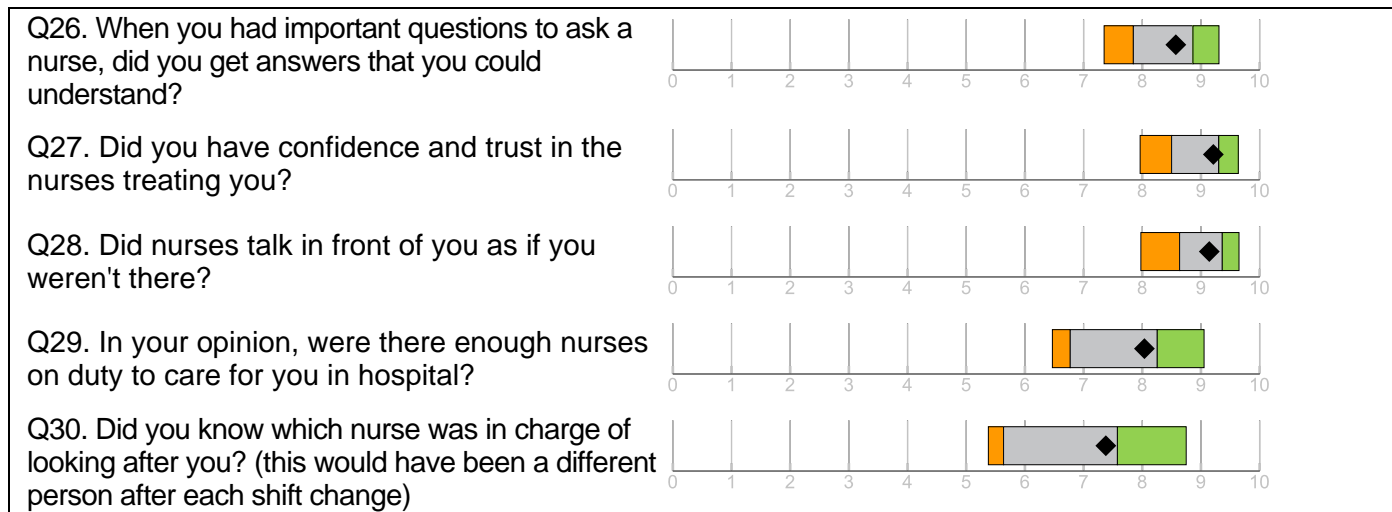 Q26. When you had important questions to ask a
nurse, did you get answers that you could
understand?
0 1 2 3 4 5 6 7 8 9 10
Q27. Did you have confidence and trust in the
nurses treating you?
0 1 2 3 4 5 6 7 8 9 10
Q28. Did nurses talk in front of you as if you
weren't there?
0 1 2 3 4 5 6 7 8 9 10
Q29. In your opinion, were there enough nurses
on duty to care for you in hospital?
0 1 2 3 4 5 6 7 8 9 10
Q30. Did you know which nurse was in charge of
looking after you? (this would have been a different
person after each shift change)
0 1 2 3 4 5 6 7 8 9 10